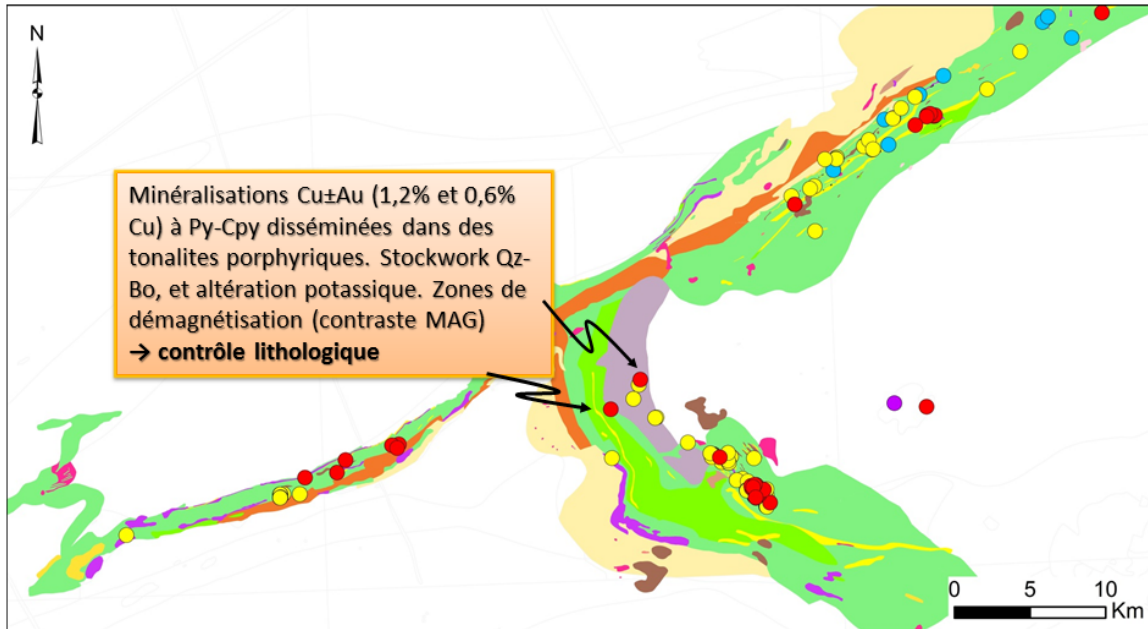 N
Minéralisations Cu±Au (1,2% et 0,6%
Cu) à Py-Cpy disséminées dans des
tonalites porphyriques. Stockwork Qz-
Bo, et altération potassique. Zones de
démagnétisation (contraste MAG)
→ contrôle lithologique
0 5 10
Km